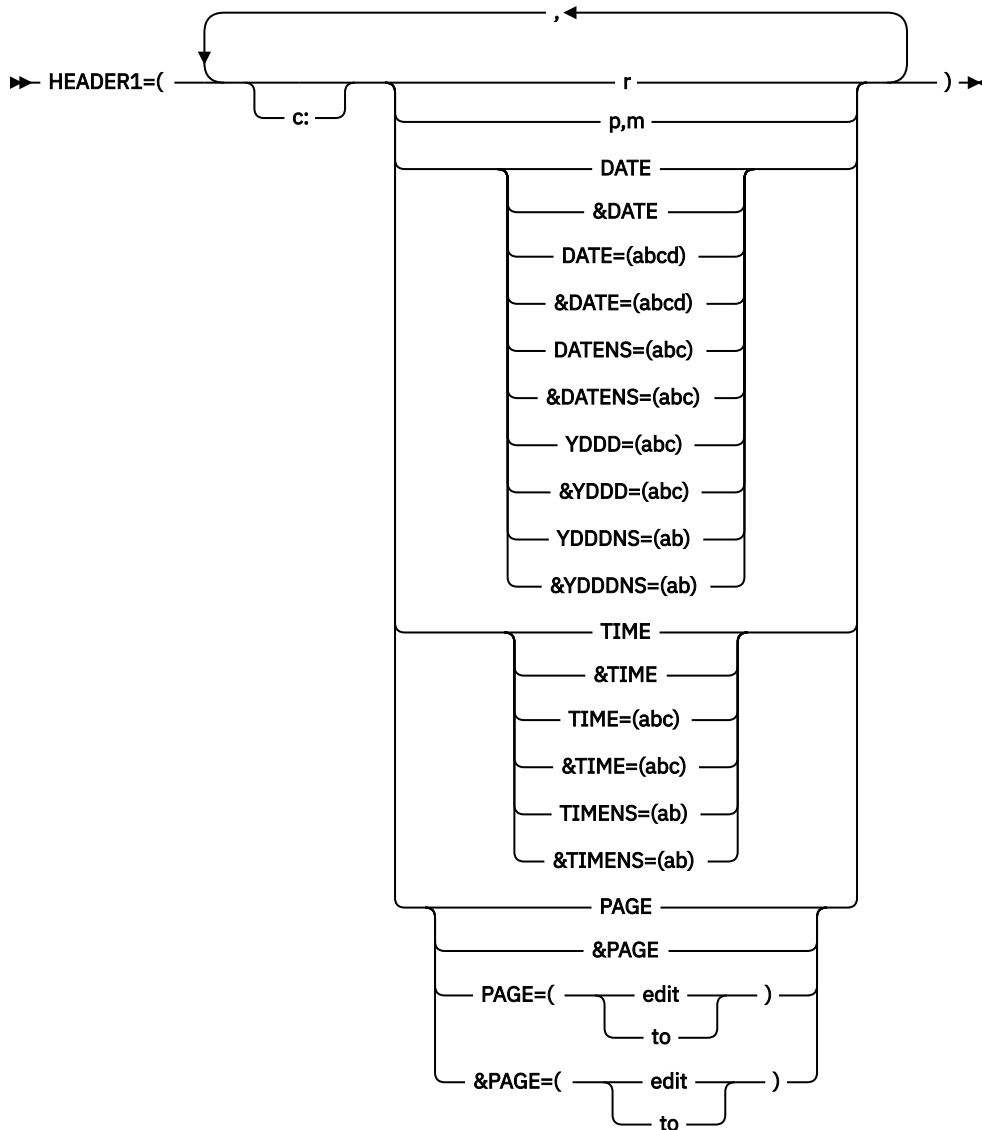 ,
HEADER1=( r )
c:
p,m
DATE
&DATE
DATE=(abcd)
&DATE=(abcd)
DATENS=(abc)
&DATENS=(abc)
YDDD=(abc)
&YDDD=(abc)
YDDDNS=(ab)
&YDDDNS=(ab)
TIME
&TIME
TIME=(abc)
&TIME=(abc)
TIMENS=(ab)
&TIMENS=(ab)
PAGE
&PAGE
PAGE=( edit )
to
&PAGE=( edit )
to